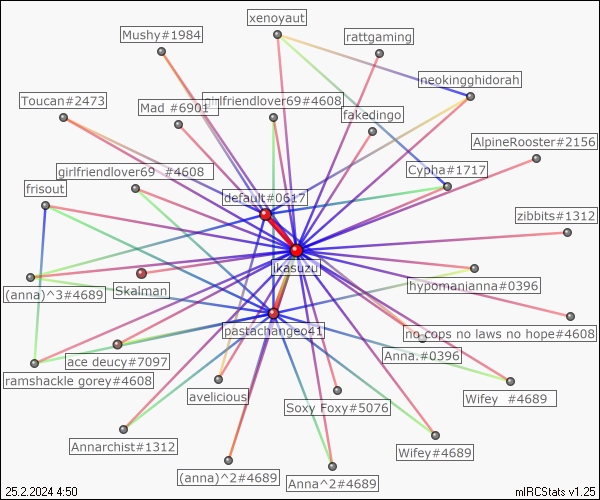 xenoyaut
Mushy#1984
rattgaming
neokingghidorah
Toucan#2473
Mad #6901
girlfriendlover69#4608
fakedingo
AlpineRooster#2156
girlfriendlover69 #4608
Cypha#1717
frisout
default#0617
zibbits#1312
ikasuzu
(anna)^3#4689
Skalman
hypomanianna#0396
pastachangeo41
no cops no laws no hope#4608
Anna.#0396
ace deucy#7097
ramshackle gorey#4608
avelicious
Soxy Foxy#5076
Wifey #4689
Annarchist#1312
Wifey#4689
(anna)^2#4689
Anna^2#4689
25.2.2024 4:50
mIRCStats v1.25